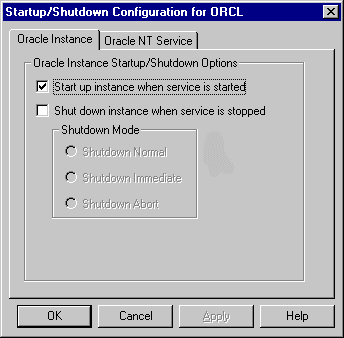 Startup/Shutdown Configuration for ORCL
Oracle Instance
Oracle NT Service
Oracle Instance Startup/Shutdown Options
Start up instance when service is started
Shut down instance when service is stopped
Shutdown Mode
Shutdown Normal
Shutdown Immediate
Shutdown Abort
OK
Cancel
Apply
Help